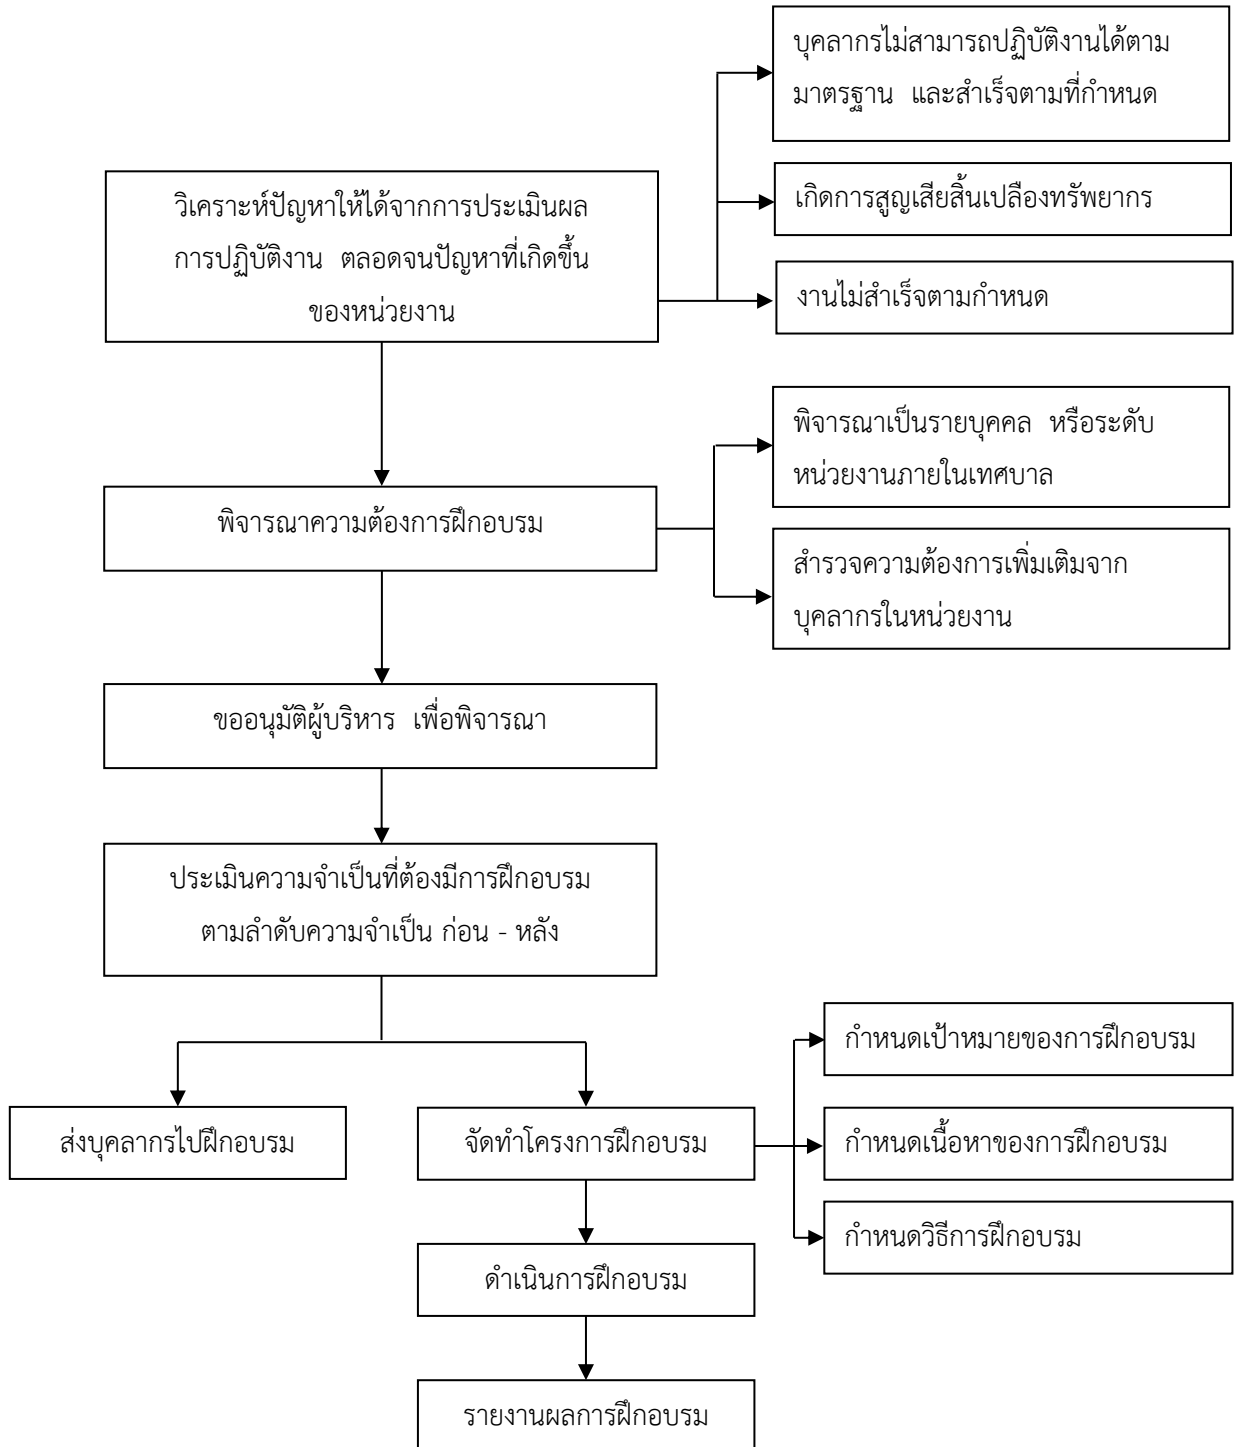 บุคลากรไม่สามารถปฏิบัติงานได้ตาม
มาตรฐาน และสำเร็จตามที่กำหนด
วิเคราะห์ปัญหาให้ได้จากการประเมินผล
การปฏิบัติงาน ตลอดจนปัญหาที่เกิดขึ้น
ของหน่วยงาน
เกิดการสูญเสียสิ้นเปลืองทรัพยากร
งานไม่สำเร็จตามกำหนด
พิจารณาเป็นรายบุคคล หรือระดับ
หน่วยงานภายในเทศบาล
พิจารณาความต้องการฝึกอบรม
สำรวจความต้องการเพิ่มเติมจาก
บุคลากรในหน่วยงาน
ขออนุมัติผู้บริหาร เพื่อพิจารณา
ประเมินความจำเป็นที่ต้องมีการฝึกอบรม
ตามลำดับความจำเป็น ก่อน - หลัง
กำหนดเป้าหมายของการฝึกอบรม
ส่งบุคลากรไปฝึกอบรม
จัดทำโครงการฝึกอบรม
กำหนดเนื้อหาของการฝึกอบรม
กำหนดวิธีการฝึกอบรม
ดำเนินการฝึกอบรม
รายงานผลการฝึกอบรม